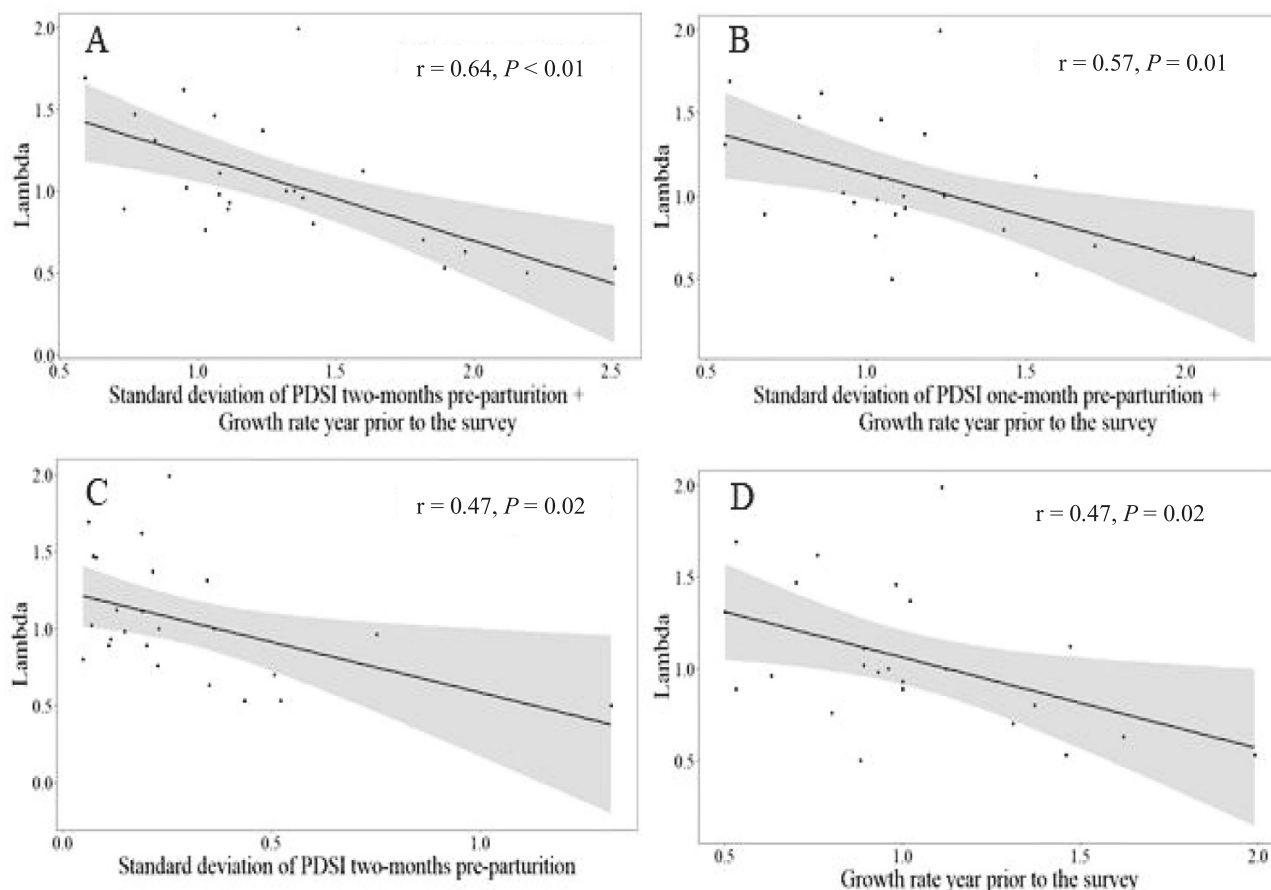 A
r = 0.64, P < 0.01
Lambda
2.0
1.5
1.0
0.5
0.0
0.5
1.0
1.5
2.0
2.5
Standard deviation of PDSI two-months pre-parturition +
Growth rate year prior to the survey
B
r = 0.57, P = 0.01
Lambda
2.0
1.5
1.0
0.5
0.5
1.0
1.5
2.0
Standard deviation of PDSI one-month pre-parturition +
Growth rate year prior to the survey
C
r = 0.47, P = 0.02
Lambda
2.0
1.5
1.0
0.5
0.0
0.0
0.5
1.0
Standard deviation of PDSI two-months pre-parturition
D
r = 0.47, P = 0.02
Lambda
2.0
1.5
1.0
0.5
0.5
1.0
1.5
2.0
Growth rate year prior to the survey